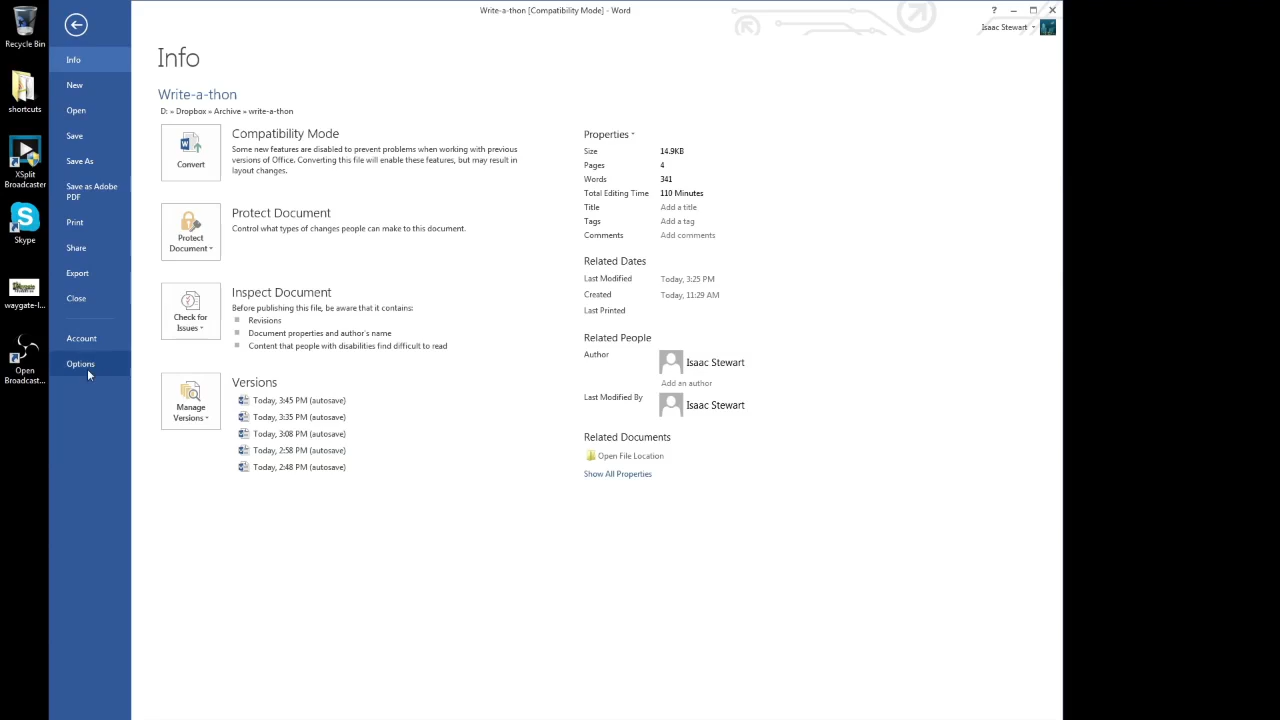 Write-a-thon [Compatibility Mode] - Word
?
Isaac Stewart
Recycle Bin
shortcuts
XSplit
Broadcaster
Skype
waygate-l...
Open
Broadcast...
Info
New
Open
Save
Save As
Save as Adobe
PDF
Print
Share
Export
Close
Account
Options
Info
Write-a-thon
D: » Dropbox » Archive » write-a-thon
Convert
Compatibility Mode
Some new features are disabled to prevent problems when working with previous
versions of Office. Converting this file will enable these features, but may result in
layout changes.
Protect
Document
Protect Document
Control what types of changes people can make to this document.
Check for
Issues
Inspect Document
Before publishing this file, be aware that it contains:
Revisions
Document properties and author's name
Content that people with disabilities find difficult to read
Manage
Versions
Versions
Today, 3:45 PM (autosave)
Today, 3:35 PM (autosave)
Today, 3:08 PM (autosave)
Today, 2:58 PM (autosave)
Today, 2:48 PM (autosave)
Properties
Size 14.9KB
Pages 4
Words 341
Total Editing Time 110 Minutes
Title Add a title
Tags Add a tag
Comments Add comments
Related Dates
Last Modified Today, 3:25 PM
Created Today, 11:29 AM
Last Printed
Related People
Author Isaac Stewart
Add an author
Last Modified By Isaac Stewart
Related Documents
Open File Location
Show All Properties